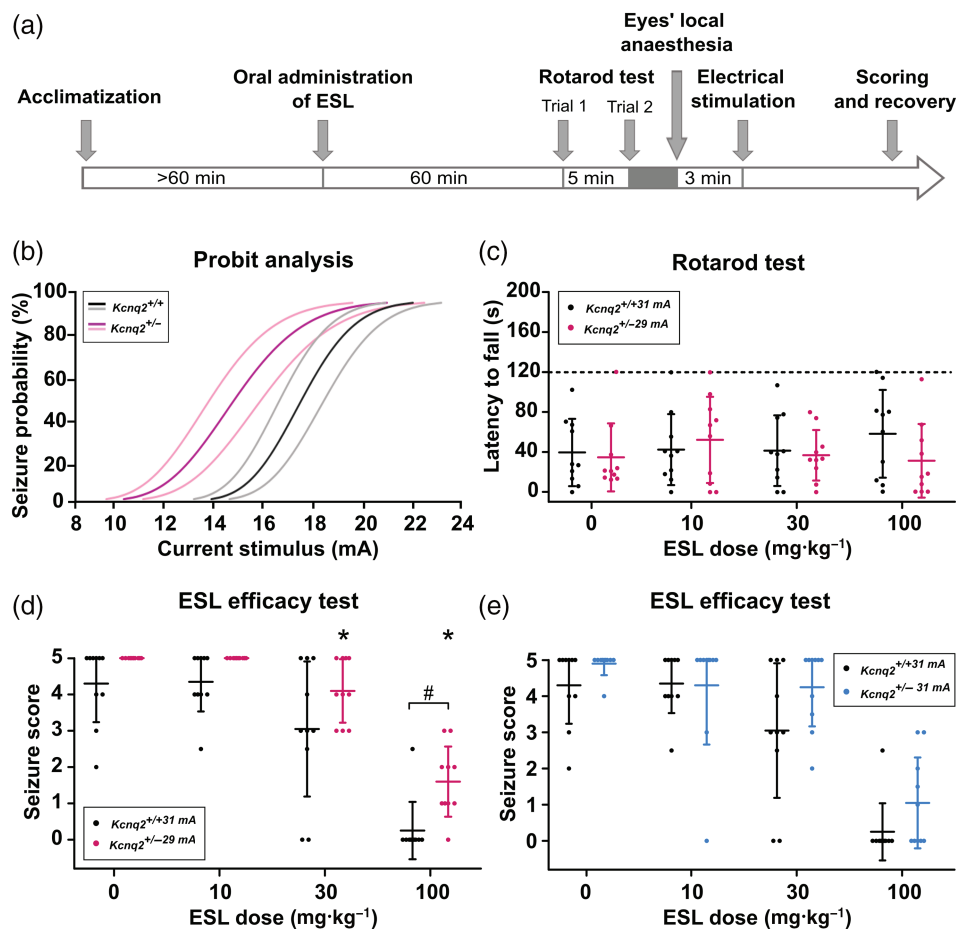 (a)
Eyes' local
anaesthesia
Acclimatization
Oral administration
of ESL
Rotarod test
Trial 1
Trial 2
Electrical
stimulation
Scoring
and recovery
>60 min
60 min
5 min
3 min
(b)
Probit analysis
Seizure probability (%)
100
80
60
40
20
0
Kcnq2+/+
Kcnq2+/–
8 10 12 14 16 18 20 22 24
Current stimulus (mA)
(c)
Rotarod test
Latency to fall (s)
200
160
120
80
40
0
Kcnq2+/+31 mA
Kcnq2+/–29 mA
0 10 30 100
ESL dose (mg·kg–1)
(d)
ESL efficacy test
Seizure score
5
4
3
2
1
0
* *
#
Kcnq2+/+31 mA
Kcnq2+/–29 mA
0 10 30 100
ESL dose (mg·kg–1)
(e)
ESL efficacy test
Seizure score
5
4
3
2
1
0
Kcnq2+/+31 mA
Kcnq2+/– 31 mA
0 10 30 100
ESL dose (mg·kg–1)